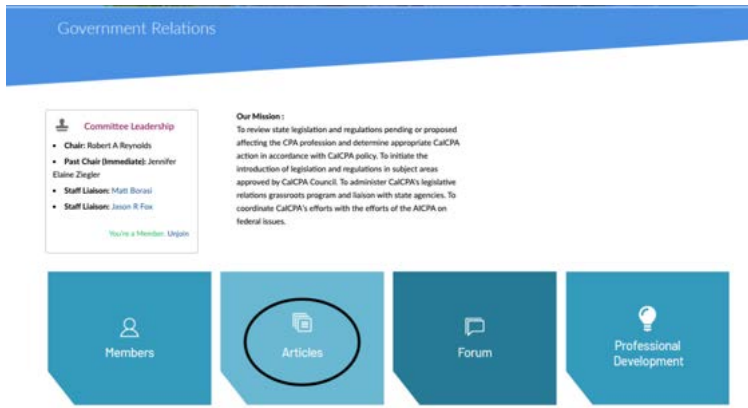 Government Relations
Committee Leadership
• Chair: Robert A Reynolds
• Past Chair (Immediate): Jennifer
Elaine Ziegler
• Staff Liaison: Matt Borasi
• Staff Liaison: Jason R Fox
You're a Member. Unjoin
Our Mission :
To review state legislation and regulations pending or proposed
affecting the CPA profession and determine appropriate CalCPA
action in accordance with CalCPA policy. To initiate the
introduction of legislation and regulations in subject areas
approved by CalCPA Council. To administer CalCPA's legislative
relations grassroots program and liaison with state agencies. To
coordinate CalCPA's efforts with the efforts of the AICPA on
federal issues.
Members
Articles
Forum
Professional
Development